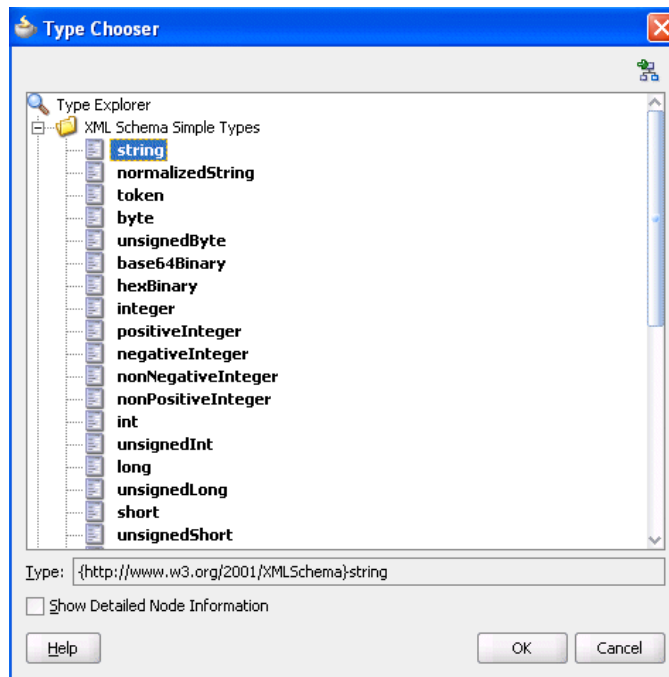 Type Chooser
Type Explorer
XML Schema Simple Types
string
normalizedString
token
byte
unsignedByte
base64Binary
hexBinary
integer
positiveInteger
negativeInteger
nonNegativeInteger
nonPositiveInteger
int
unsignedInt
long
unsignedLong
short
unsignedShort
Type: {http://www.w3.org/2001/XMLSchema}string
Show Detailed Node Information
Help OK Cancel